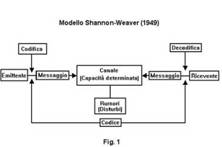 Modello Shannon-Weaver (1949)
Codifica
Decodifica
Emittente
Messaggio
Canale
(Capacità determinata)
Messaggio
Ricevente
Rumori
(Disturbi)
Codice
Fig. 1